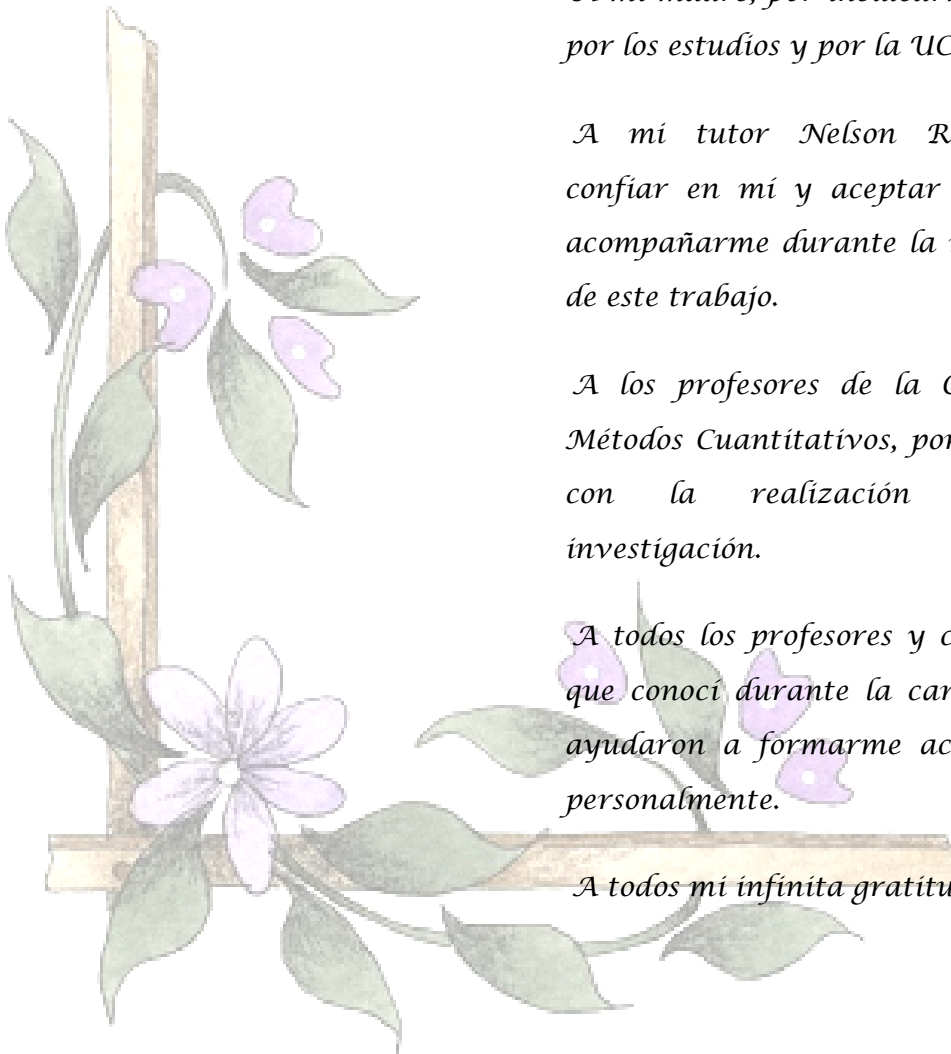 mi madre, por
por los estudios y por la UC
A mi tutor Nelson R
confiar en mí y aceptar
acompañarme durante la
de este trabajo.
A los profesores de la
Métodos Cuantitativos, por
con la realización
investigación.
A todos los profesores y
que conocí durante la car
ayudaron a formarme ac
personalmente.
A todos mi infinita gratitu